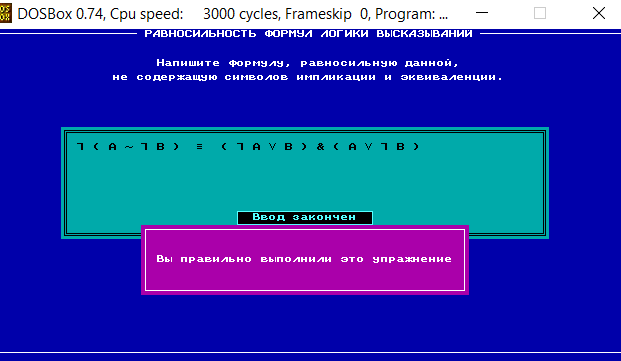 DOSBox 0.74, Cpu speed: 3000 cycles, Frameskip 0, Program: ...
РАВНОСИЛЬНОСТЬ ФОРМУЛ ЛОГИКИ ВЫСКАЗЫВАНИЙ
Напишите формулу, равносильную данной,
не содержащую символов импликации и эквиваленции.
˥ ( A ~ ˥ B ) ≡ ( ˥ A ∨ B ) & ( A ∨ ˥ B )
Ввод закончен
Вы правильно выполнили это упражнение